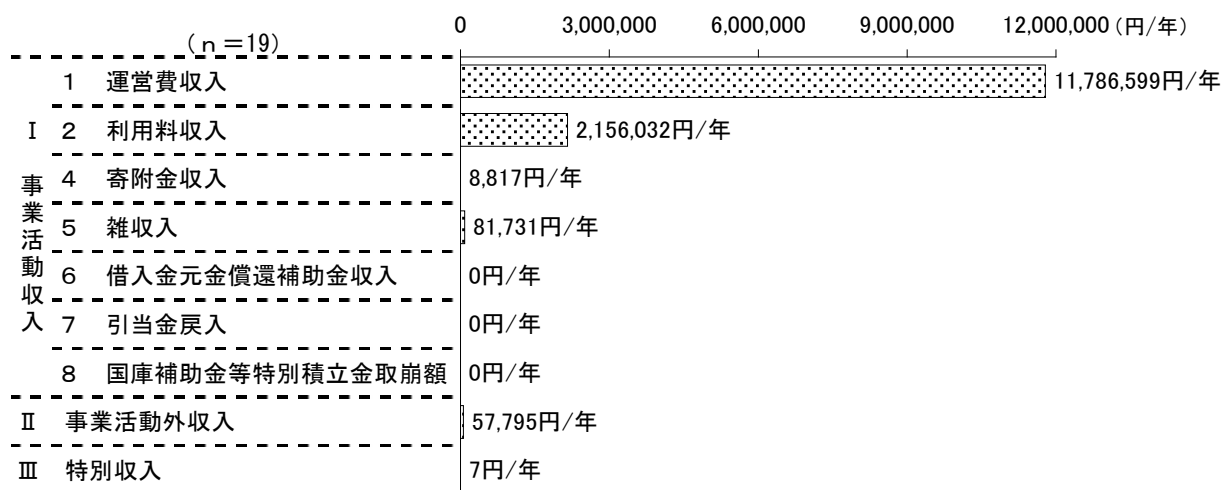 0 3,000,000 6,000,000 9,000,000 12,000,000 (円/年)
(n=19)
Ⅰ 事業活動収入
1 運営費収入 11,786,599円/年
2 利用料収入 2,156,032円/年
4 寄附金収入 8,817円/年
5 雑収入 81,731円/年
6 借入金元金償還補助金収入 0円/年
7 引当金戻入 0円/年
8 国庫補助金等特別積立金取崩額 0円/年
Ⅱ 事業活動外収入 57,795円/年
Ⅲ 特別収入 7円/年